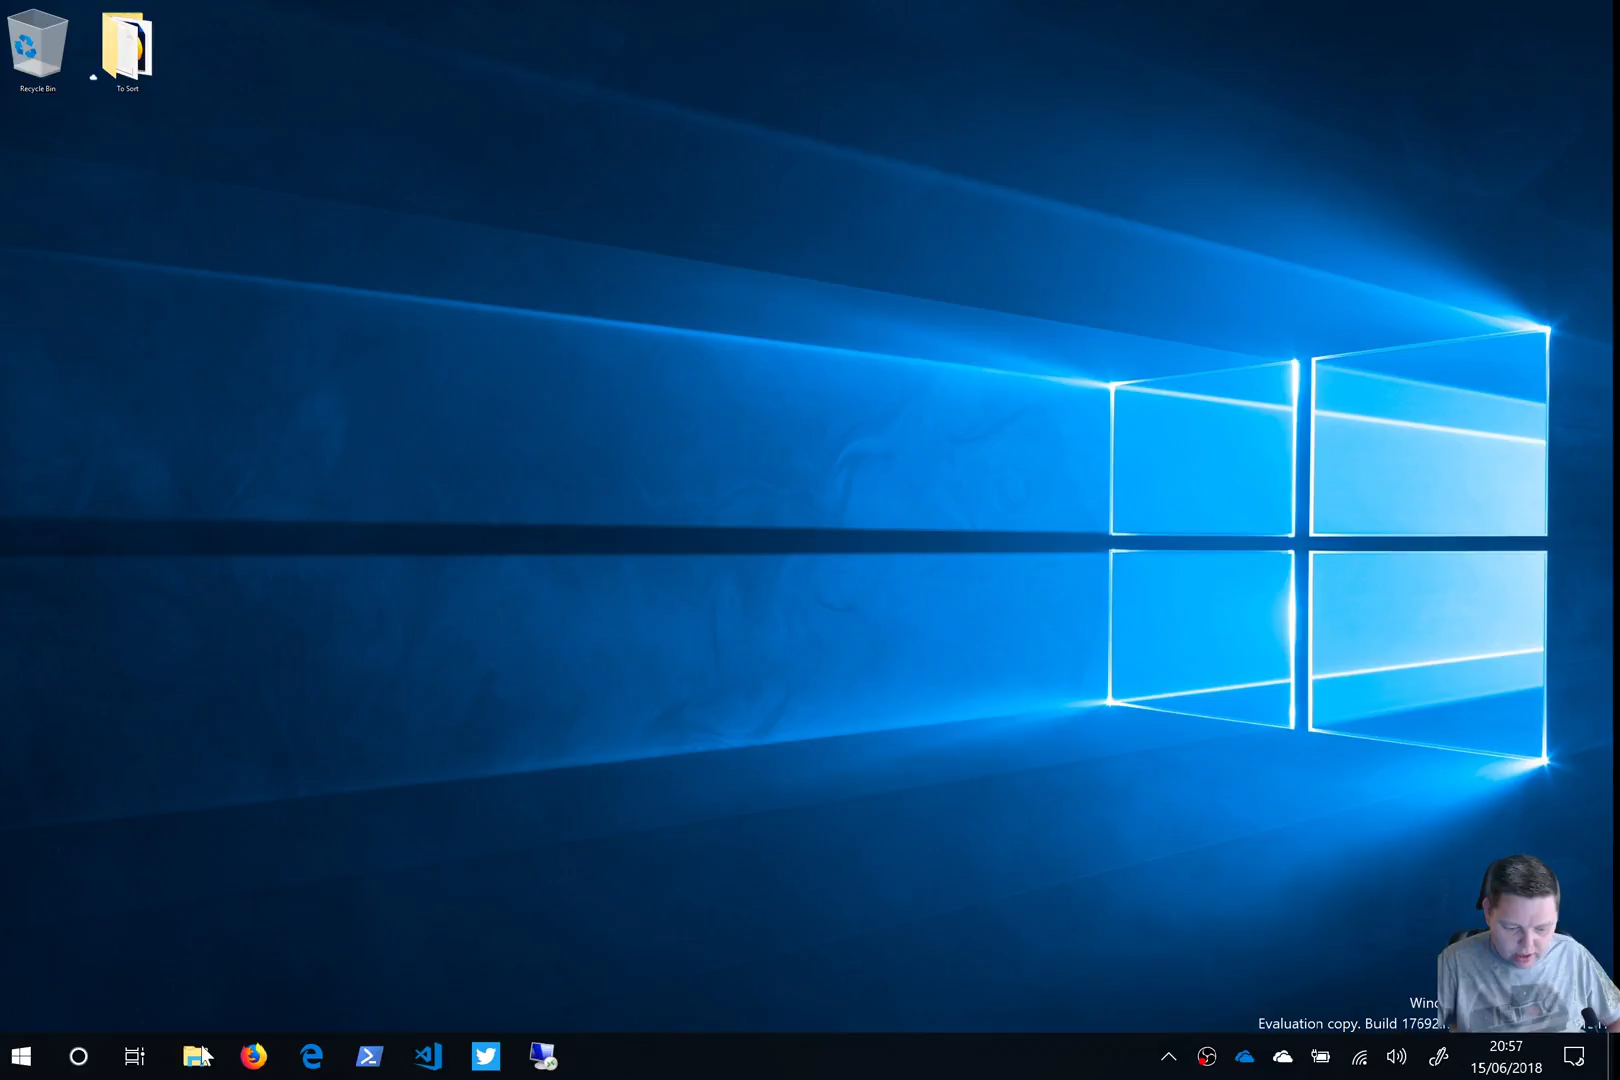 Recycle Bin
To Sort
Evaluation copy. Build 17692.
20:57
15/06/2018